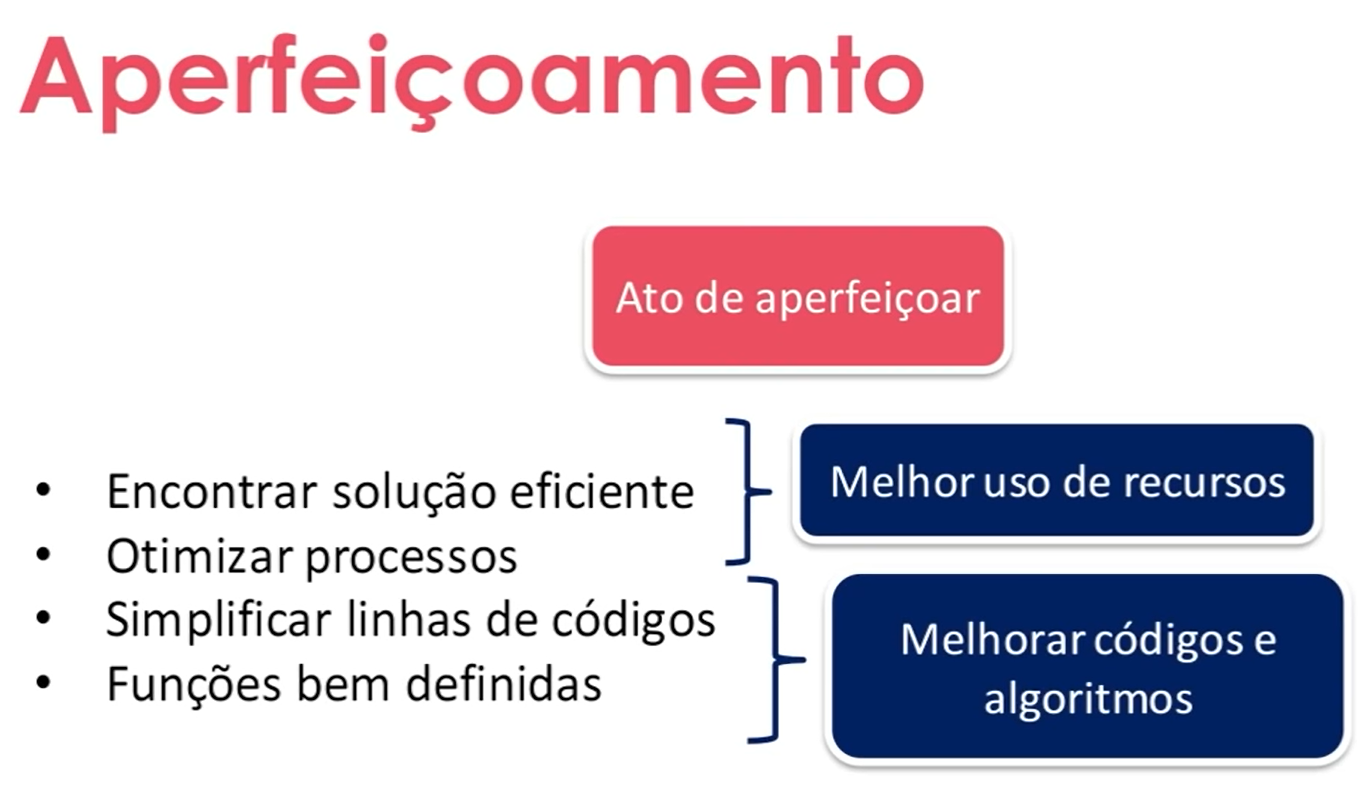 Aperfeiçoamento
Ato de aperfeiçoar
• Encontrar solução eficiente
• Otimizar processos
• Simplificar linhas de códigos
• Funções bem definidas
Melhor uso de recursos
Melhorar códigos e
algoritmos